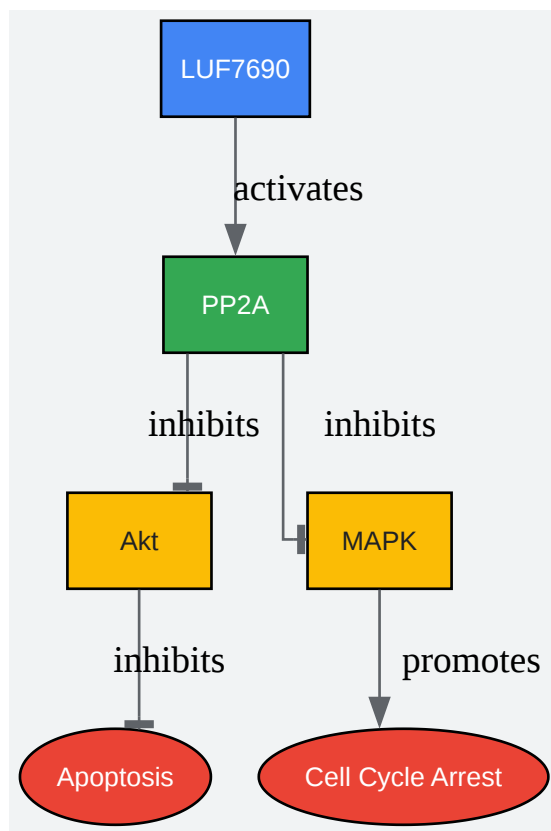 LUF7690
activates
PP2A
inhibits
inhibits
Akt
MAPK
inhibits
promotes
Apoptosis
Cell Cycle Arrest